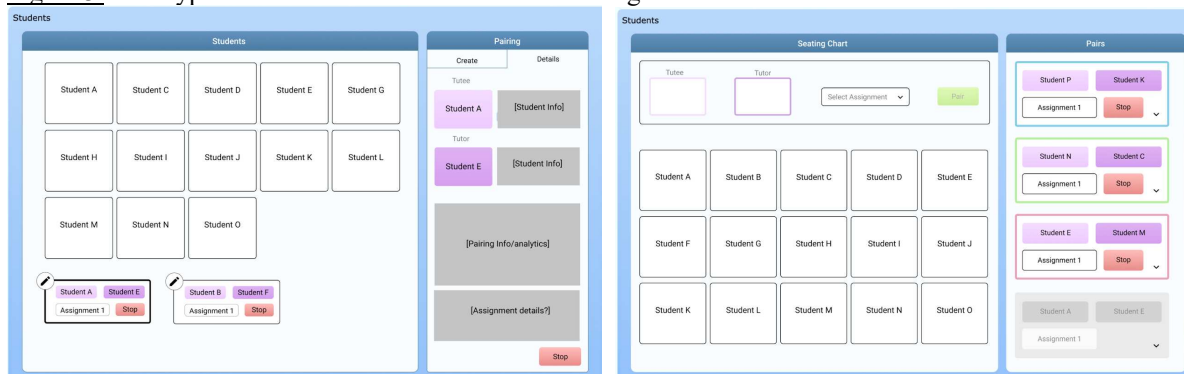 Students
Students
Student A Student C Student D Student E Student G
Student H Student I Student J Student K Student L
Student M Student N Student O
Student A Student E
Assignment 1 Stop
Student B Student F
Assignment 1 Stop
Pairing
Create Details
Tutee
Student A [Student Info]
Tutor
Student E [Student Info]
[Pairing Info/analytics]
[Assignment details?]
Stop
Students
Seating Chart
Tutee Tutor
Select Assignment Pair
Student A Student B Student C Student D Student E
Student F Student G Student H Student I Student J
Student K Student L Student M Student N Student O
Pairs
Student P Student K
Assignment 1 Stop
Student N Student C
Assignment 1 Stop
Student E Student M
Assignment 1 Stop
Student A Student E
Assignment 1